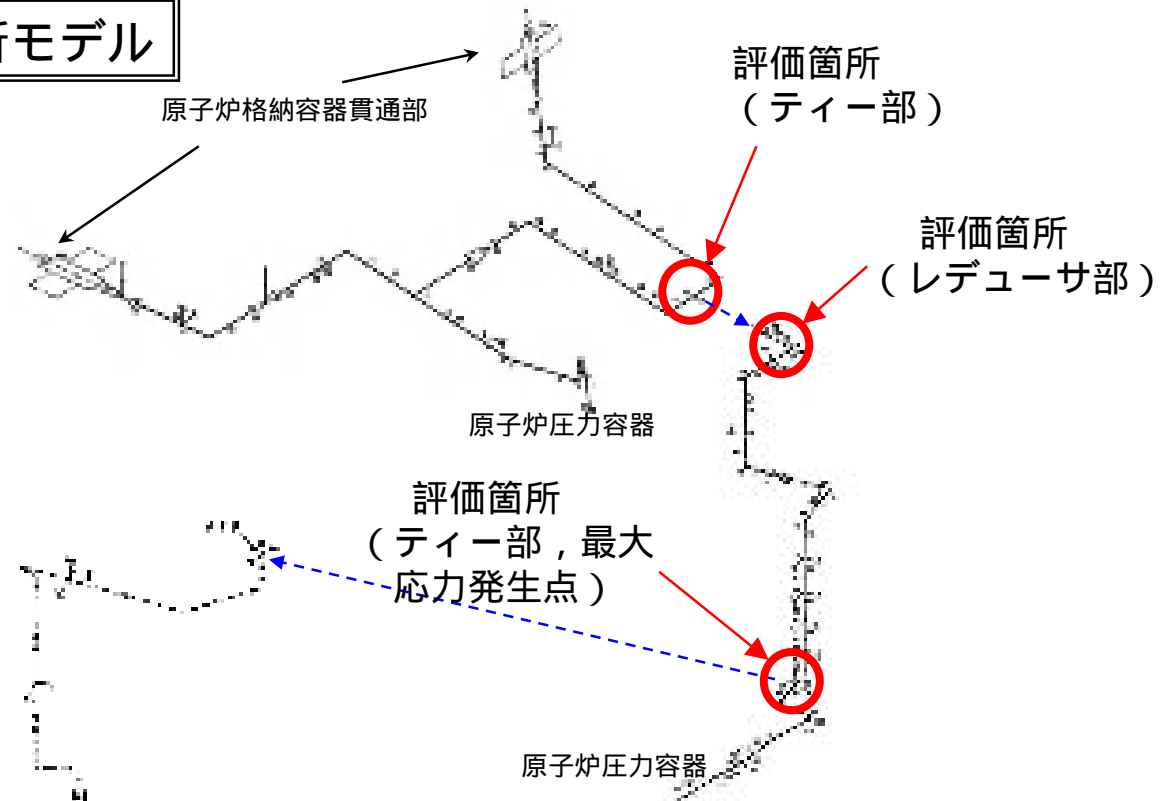 モデル
原子炉格納容器貫通部
評価箇所
（ティー部）
評価箇所
（レデューサ部）
原子炉圧力容器
評価箇所
（ティー部，最大
応力発生点）
原子炉圧力容器